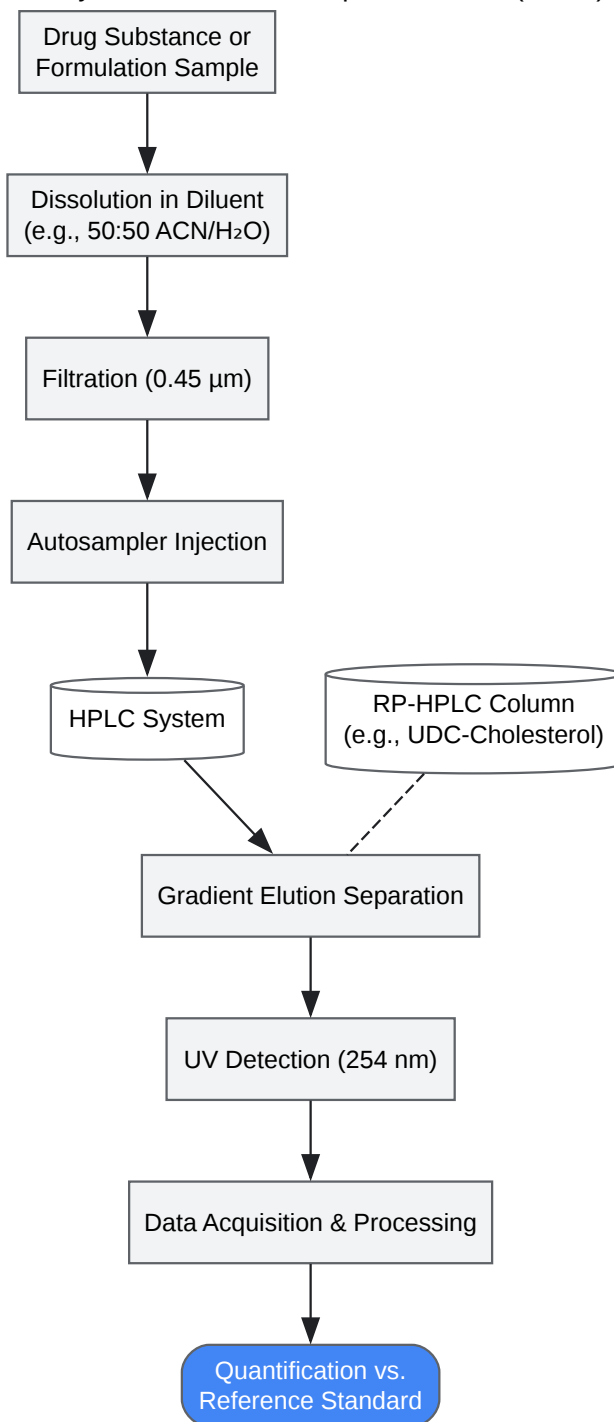 Drug Substance or
Formulation Sample
Dissolution in Diluent
(e.g., 50:50 ACN/H₂O)
Filtration (0.45 µm)
Autosampler Injection
HPLC System
RP-HPLC Column
(e.g., UDC-Cholesterol)
Gradient Elution Separation
UV Detection (254 nm)
Data Acquisition & Processing
Quantification vs.
Reference Standard